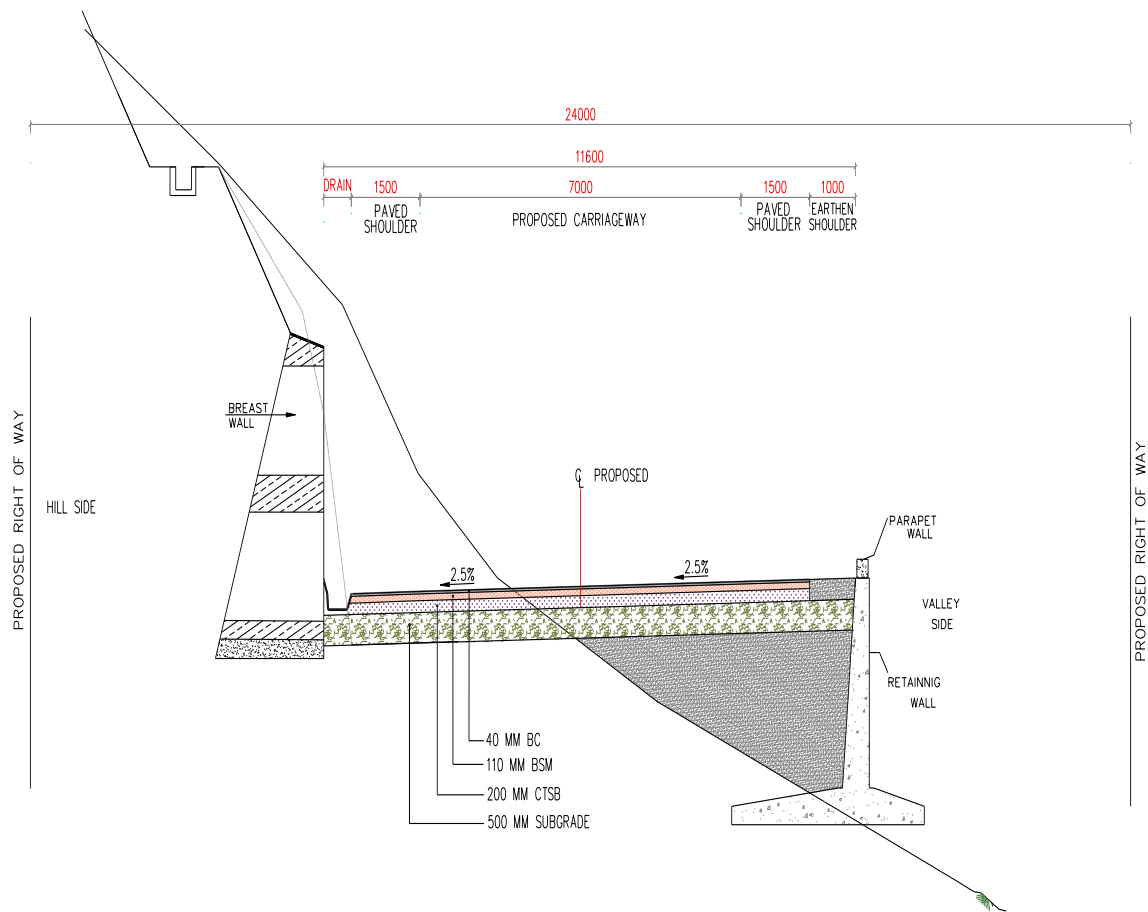 24000
11600
DRAIN
1500
7000
1500
1000
PAVED
SHOULDER
PROPOSED CARRIAGEWAY
PAVED
SHOULDER
EARTHEN
SHOULDER
PROPOSED RIGHT OF WAY
HILL SIDE
BREAST
WALL
℄ PROPOSED
2.5%
2.5%
PARAPET
WALL
VALLEY
SIDE
RETAINNIG
WALL
PROPOSED RIGHT OF WAY
40 MM BC
110 MM BSM
200 MM CTSB
500 MM SUBGRADE